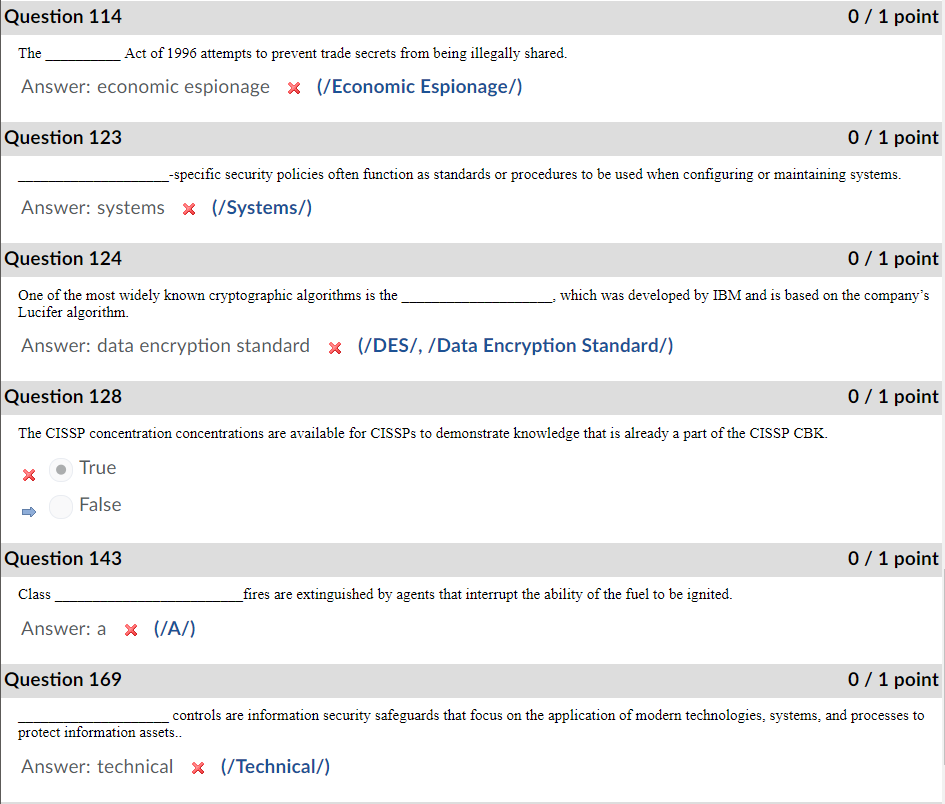 Question 114 0 / 1 point
The __________ Act of 1996 attempts to prevent trade secrets from being illegally shared.
Answer: economic espionage (/Economic Espionage/)
Question 123 0 / 1 point
____________________-specific security policies often function as standards or procedures to be used when configuring or maintaining systems.
Answer: systems (/Systems/)
Question 124 0 / 1 point
One of the most widely known cryptographic algorithms is the ____________________, which was developed by IBM and is based on the company’s
Lucifer algorithm.
Answer: data encryption standard (/DES/, /Data Encryption Standard/)
Question 128 0 / 1 point
The CISSP concentration concentrations are available for CISSPs to demonstrate knowledge that is already a part of the CISSP CBK.
True
False
Question 143 0 / 1 point
Class _________________________fires are extinguished by agents that interrupt the ability of the fuel to be ignited.
Answer: a (/A/)
Question 169 0 / 1 point
____________________ controls are information security safeguards that focus on the application of modern technologies, systems, and processes to
protect information assets..
Answer: technical (/Technical/)